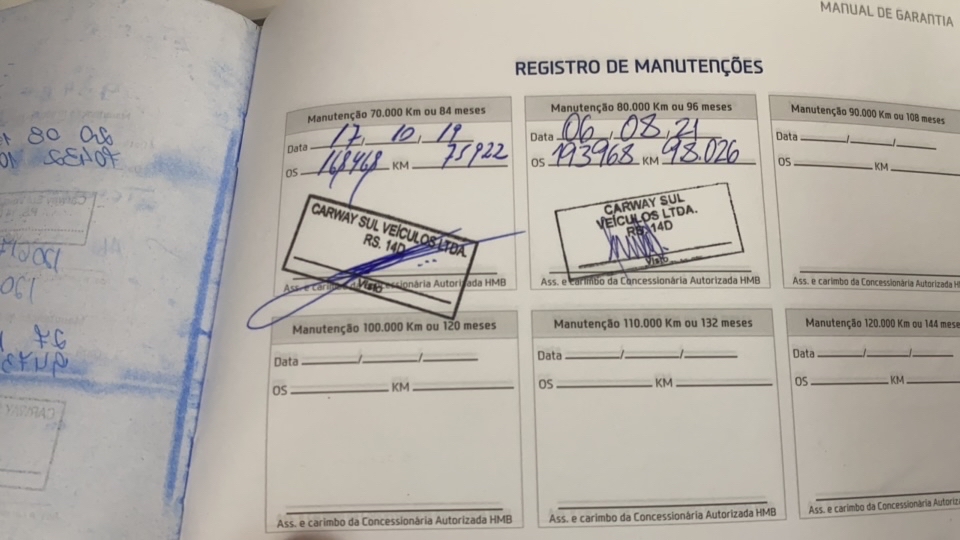 MANUAL DE GARANTIA
REGISTRO DE MANUTENÇÕES
Manutenção 70.000 Km ou 84 meses
Data 17 / 10 / 19
OS 168468 KM 75922
CARWAY SUL VEÍCULOS LTDA.
RS. 14D
Visto
Ass. e carimbo da Concessionária Autorizada HMB
Manutenção 80.000 Km ou 96 meses
Data 06 / 08 / 21
OS 193968 KM 98.026
CARWAY SUL
VEÍCULOS LTDA.
RS. 14D
Visto
Ass. e carimbo da Concessionária Autorizada HMB
Manutenção 90.000 Km ou 108 meses
Data / /
OS KM
Ass. e carimbo da Concessionária Autorizada
Manutenção 100.000 Km ou 120 meses
Data / /
OS KM
Ass. e carimbo da Concessionária Autorizada HMB
Manutenção 110.000 Km ou 132 meses
Data / /
OS KM
Ass. e carimbo da Concessionária Autorizada HMB
Manutenção 120.000 Km ou 144 meses
Data / /
OS KM
Ass. e carimbo da Concessionária